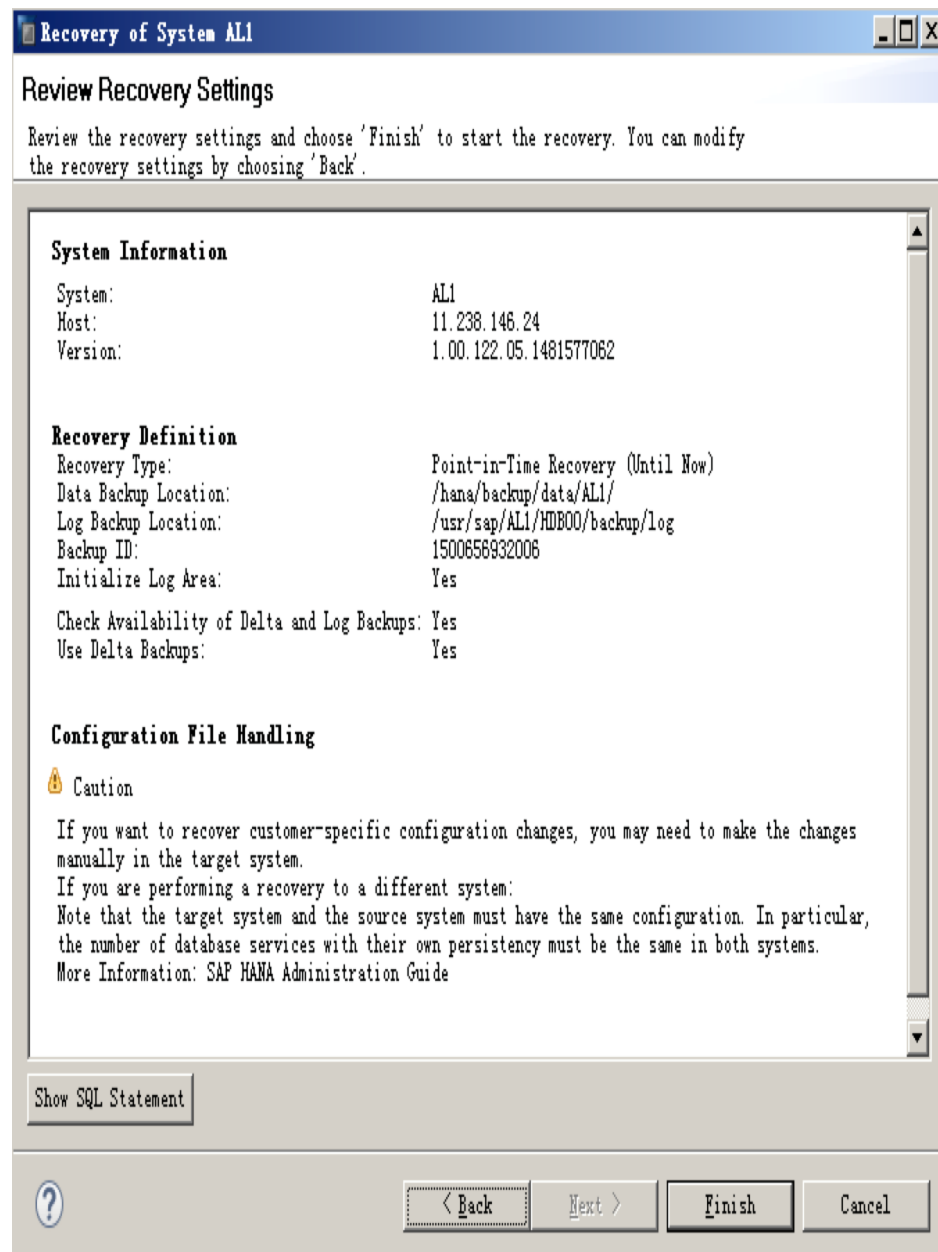 Recovery of System AL1
Review Recovery Settings
Review the recovery settings and choose 'Finish' to start the recovery. You can modify
the recovery settings by choosing 'Back'.
System Information
System: AL1
Host: 11.238.146.24
Version: 1.00.122.05.1481577062
Recovery Definition
Recovery Type: Point-in-Time Recovery (Until Now)
Data Backup Location: /hana/backup/data/AL1/
Log Backup Location: /usr/sap/AL1/HDB00/backup/log
Backup ID: 1500656932006
Initialize Log Area: Yes
Check Availability of Delta and Log Backups: Yes
Use Delta Backups: Yes
Configuration File Handling
Caution
If you want to recover customer-specific configuration changes, you may need to make the changes
manually in the target system.
If you are performing a recovery to a different system:
Note that the target system and the source system must have the same configuration. In particular,
the number of database services with their own persistency must be the same in both systems.
More Information: SAP HANA Administration Guide
Show SQL Statement
< Back Next > Finish Cancel